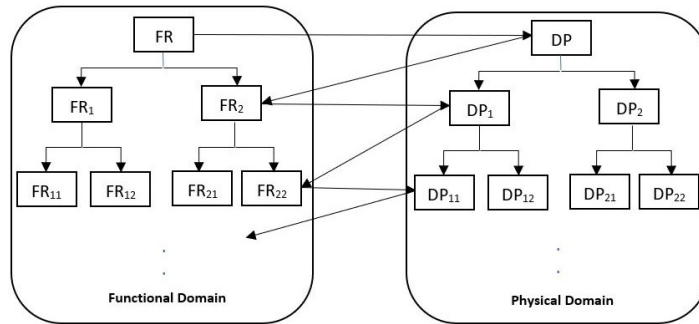 FR
DP
FR₁
FR₂
DP₁
DP₂
FR₁₁
FR₁₂
FR₂₁
FR₂₂
DP₁₁
DP₁₂
DP₂₁
DP₂₂
Functional Domain
Physical Domain